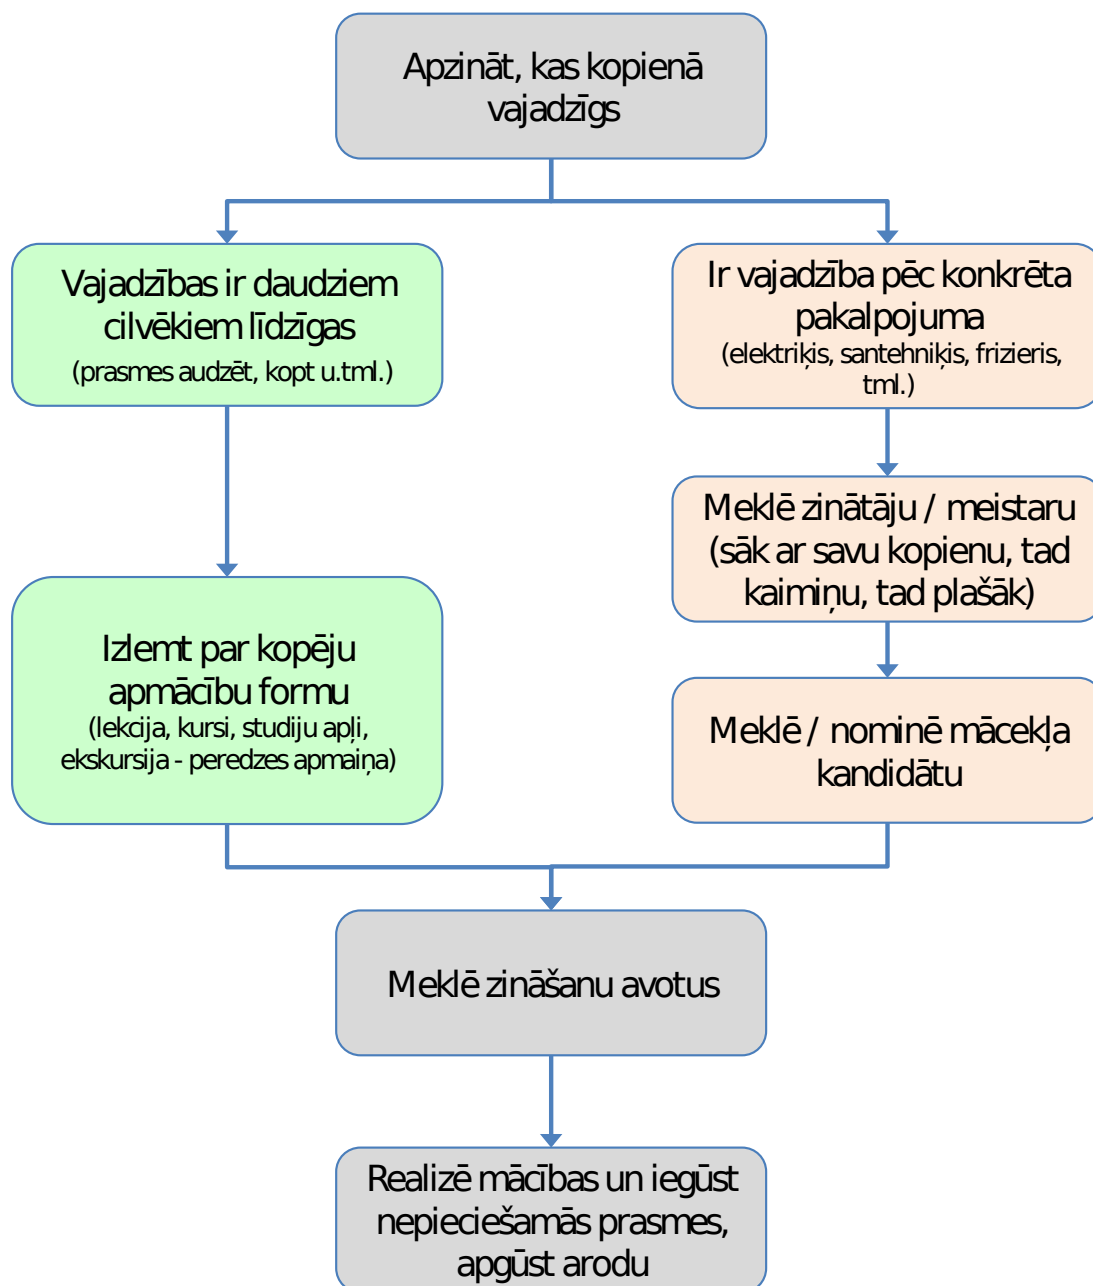 Apzināt, kas kopienā
vajadzīgs
Vajadzības ir daudziem
cilvēkiem līdzīgas
(prasmes audzēt, kopt u.tml.)
Ir vajadzība pēc konkrēta
pakalpojuma
(elektriķis, santehniķis, frizieris,
tml.)
Meklē zinātāju / meistaru
(sāk ar savu kopienu, tad
kaimiņu, tad plašāk)
Izlemt par kopēju
apmācību formu
(lekcija, kursi, studiju apļi,
ekskursija - peredzes apmaiņa)
Meklē / nominē mācekļa
kandidātu
Meklē zināšanu avotus
Realizē mācības un iegūst
nepieciešamās prasmes,
apgūst arodu